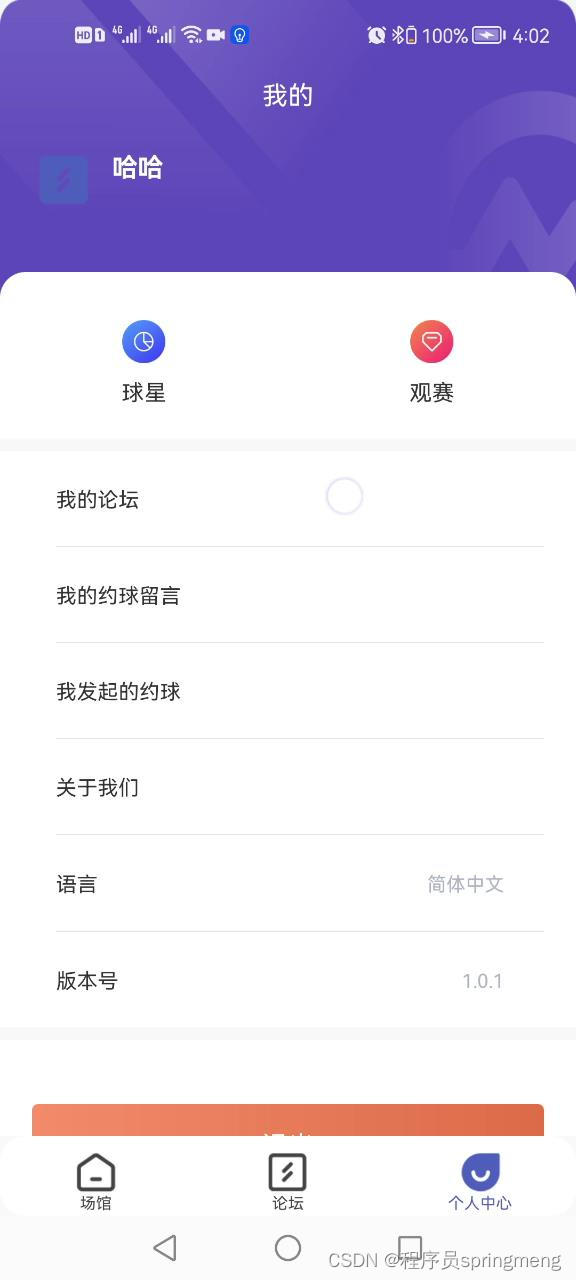 HD 1 4G 4G 100% 4:02
我的
哈哈
球星 观赛
我的论坛
我的约球留言
我发起的约球
关于我们
语言 简体中文
版本号 1.0.1
场馆 论坛 个人中心
CSDN @程序员springmeng